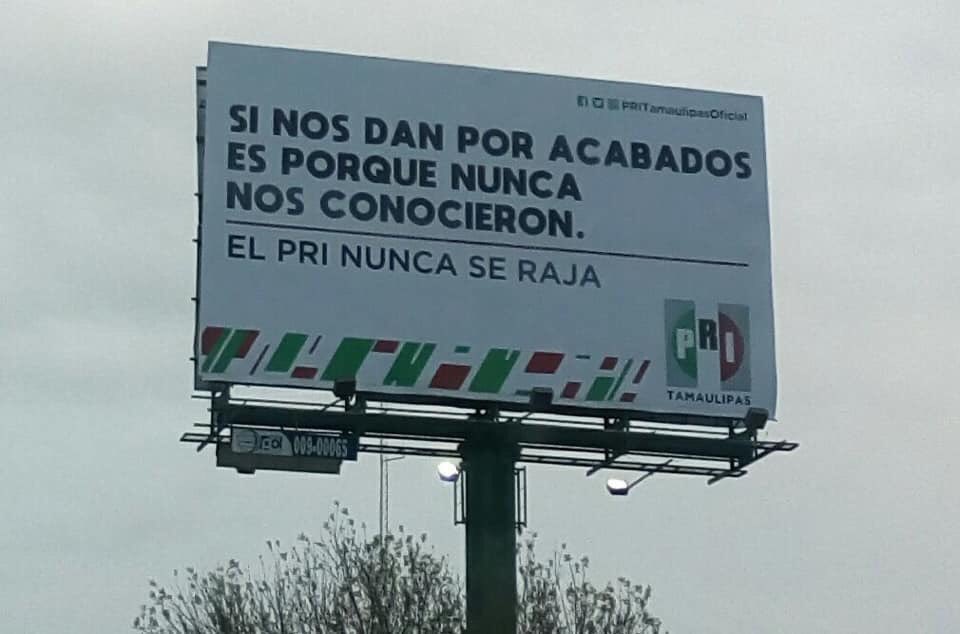 PRITamaulipasOficial
SI NOS DAN POR ACABADOS
ES PORQUE NUNCA
NOS CONOCIERON.
EL PRI NUNCA SE RAJA
PRI
TAMAULIPAS
009-00065